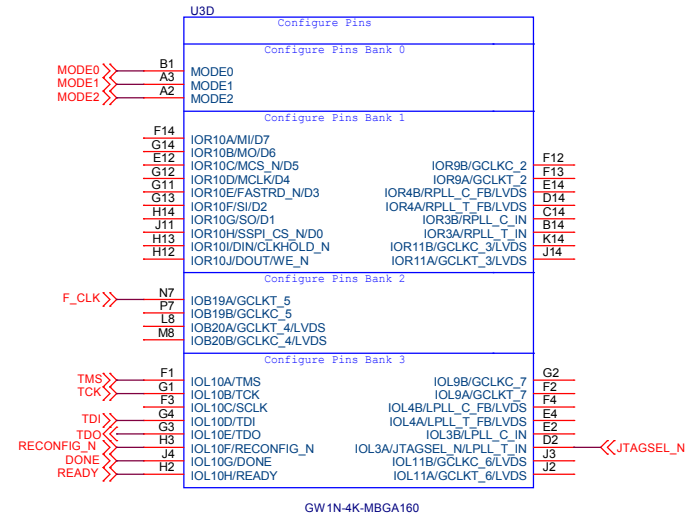 U3D
Configure Pins
Configure Pins Bank 0
MODE0 B1 MODE0
MODE1 A3 MODE1
MODE2 A2 MODE2
Configure Pins Bank 1
F14 IOR10A/MI/D7
G14 IOR10B/MO/D6
E12 IOR10C/MCS_N/D5 IOR9B/GCLKC_2 F12
G12 IOR10D/MCLK/D4 IOR9A/GCLKT_2 F13
G11 IOR10E/FASTRD_N/D3 IOR4B/RPLL_C_FB/LVDS E14
G13 IOR10F/SI/D2 IOR4A/RPLL_T_FB/LVDS D14
H14 IOR10G/SO/D1 IOR3B/RPLL_C_IN C14
J11 IOR10H/SSPI_CS_N/D0 IOR3A/RPLL_T_IN B14
H13 IOR10I/DIN/CLKHOLD_N IOR11B/GCLKC_3/LVDS K14
H12 IOR10J/DOUT/WE_N IOR11A/GCLKT_3/LVDS J14
Configure Pins Bank 2
F_CLK N7 IOB19A/GCLKT_5
P7 IOB19B/GCLKC_5
L8 IOB20A/GCLKT_4/LVDS
M8 IOB20B/GCLKC_4/LVDS
Configure Pins Bank 3
TMS F1 IOL10A/TMS IOL9B/GCLKC_7 G2
TCK G1 IOL10B/TCK IOL9A/GCLKT_7 F2
F3 IOL10C/SCLK IOL4B/LPLL_C_FB/LVDS F4
TDI G4 IOL10D/TDI IOL4A/LPLL_T_FB/LVDS E4
TDO G3 IOL10E/TDO IOL3B/LPLL_C_IN E2
RECONFIG_N H3 IOL10F/RECONFIG_N IOL3A/JTAGSEL_N/LPLL_T_IN D2 JTAGSEL_N
DONE J4 IOL10G/DONE IOL11B/GCLKC_6/LVDS J3
READY H2 IOL10H/READY IOL11A/GCLKT_6/LVDS J2
GW1N-4K-MBGA160